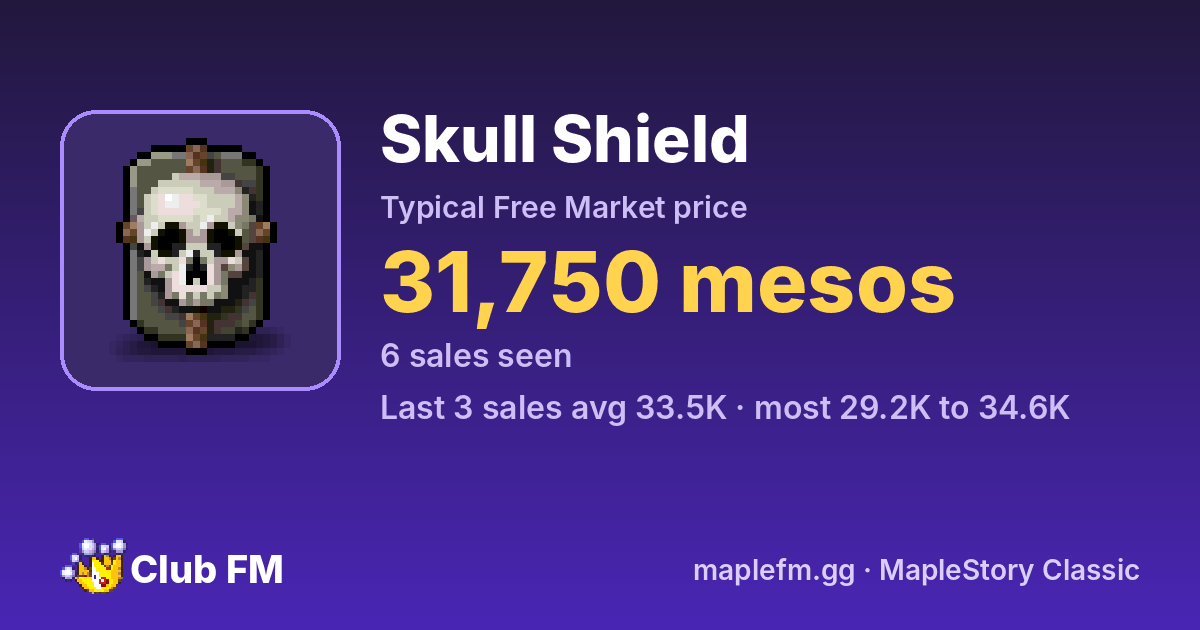 Skull Shield
Typical Free Market price
31,750 mesos
6 sales seen
Last 3 sales avg 33.5K · most 29.2K to 34.6K
Club FM
maplefm.gg · MapleStory Classic